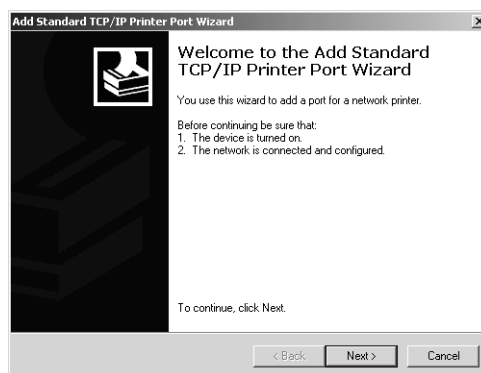 Add Standard TCP/IP Printer Port Wizard
Welcome to the Add Standard
TCP/IP Printer Port Wizard
You use this wizard to add a port for a network printer.
Before continuing be sure that:
1. The device is turned on.
2. The network is connected and configured.
To continue, click Next.
< Back
Next >
Cancel